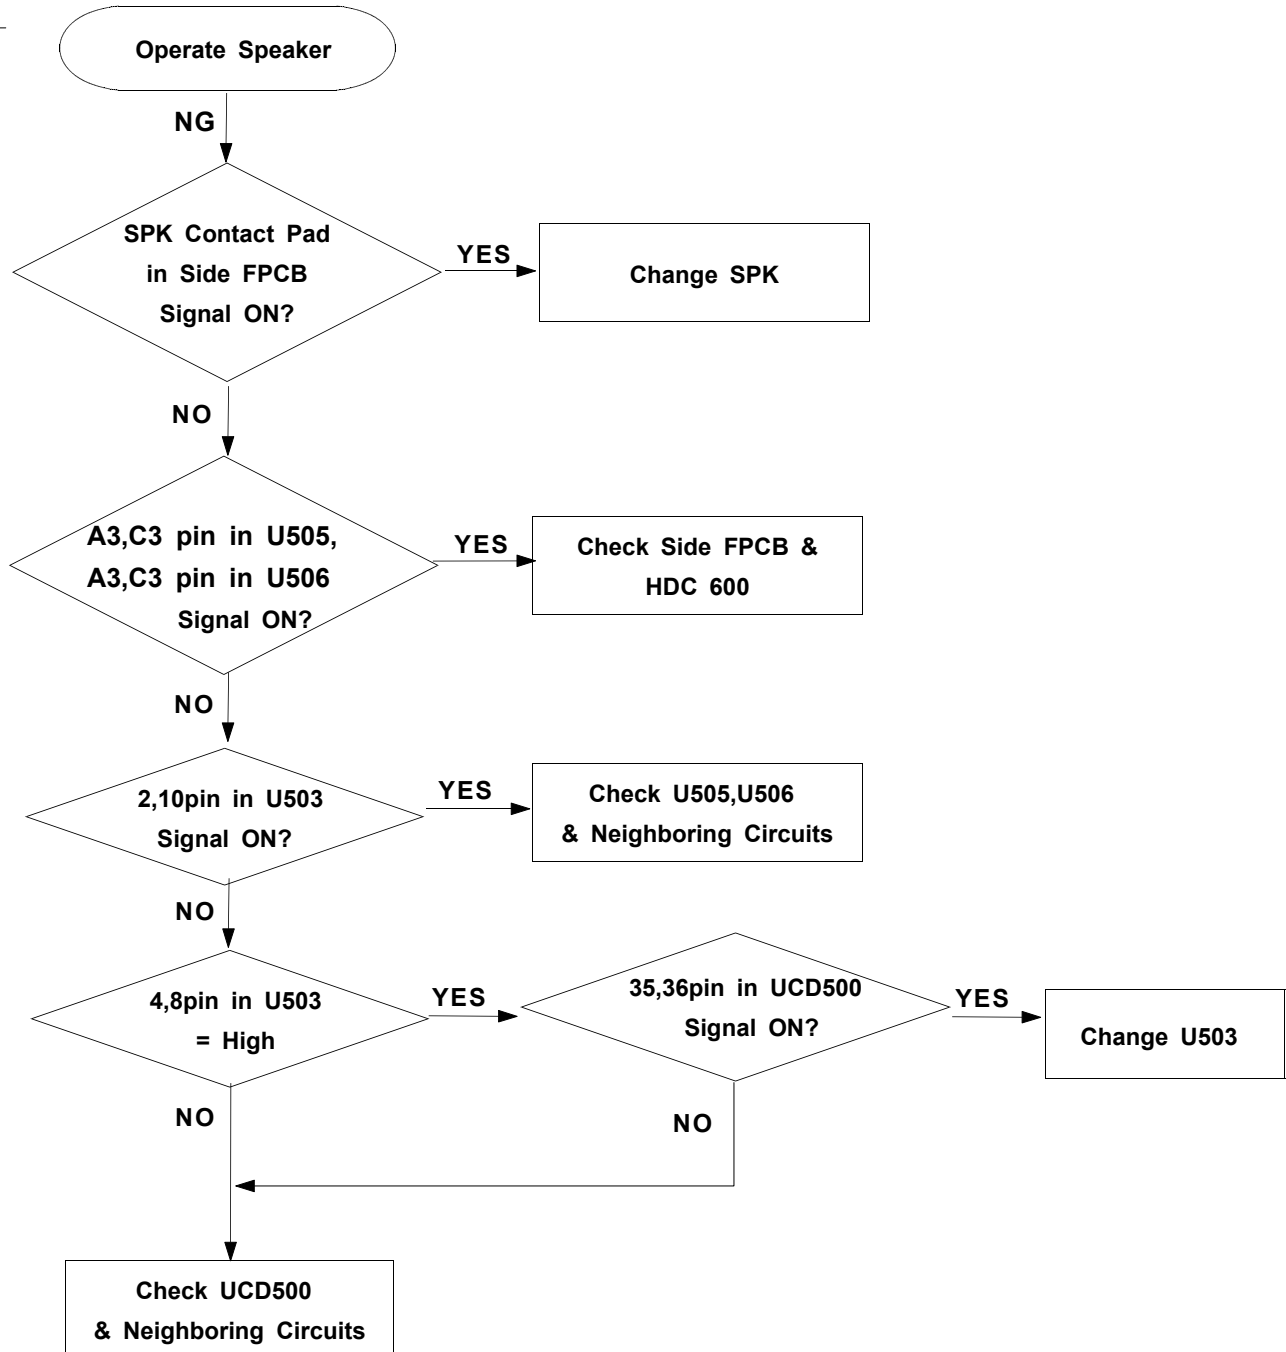 Operate Speaker
NG
SPK Contact Pad
in Side FPCB
Signal ON?
YES
Change SPK
NO
A3,C3 pin in U505,
A3,C3 pin in U506
Signal ON?
YES
Check Side FPCB &
HDC 600
NO
2,10pin in U503
Signal ON?
YES
Check U505,U506
& Neighboring Circuits
NO
4,8pin in U503
= High
YES
35,36pin in UCD500
Signal ON?
YES
Change U503
NO
NO
Check UCD500
& Neighboring Circuits